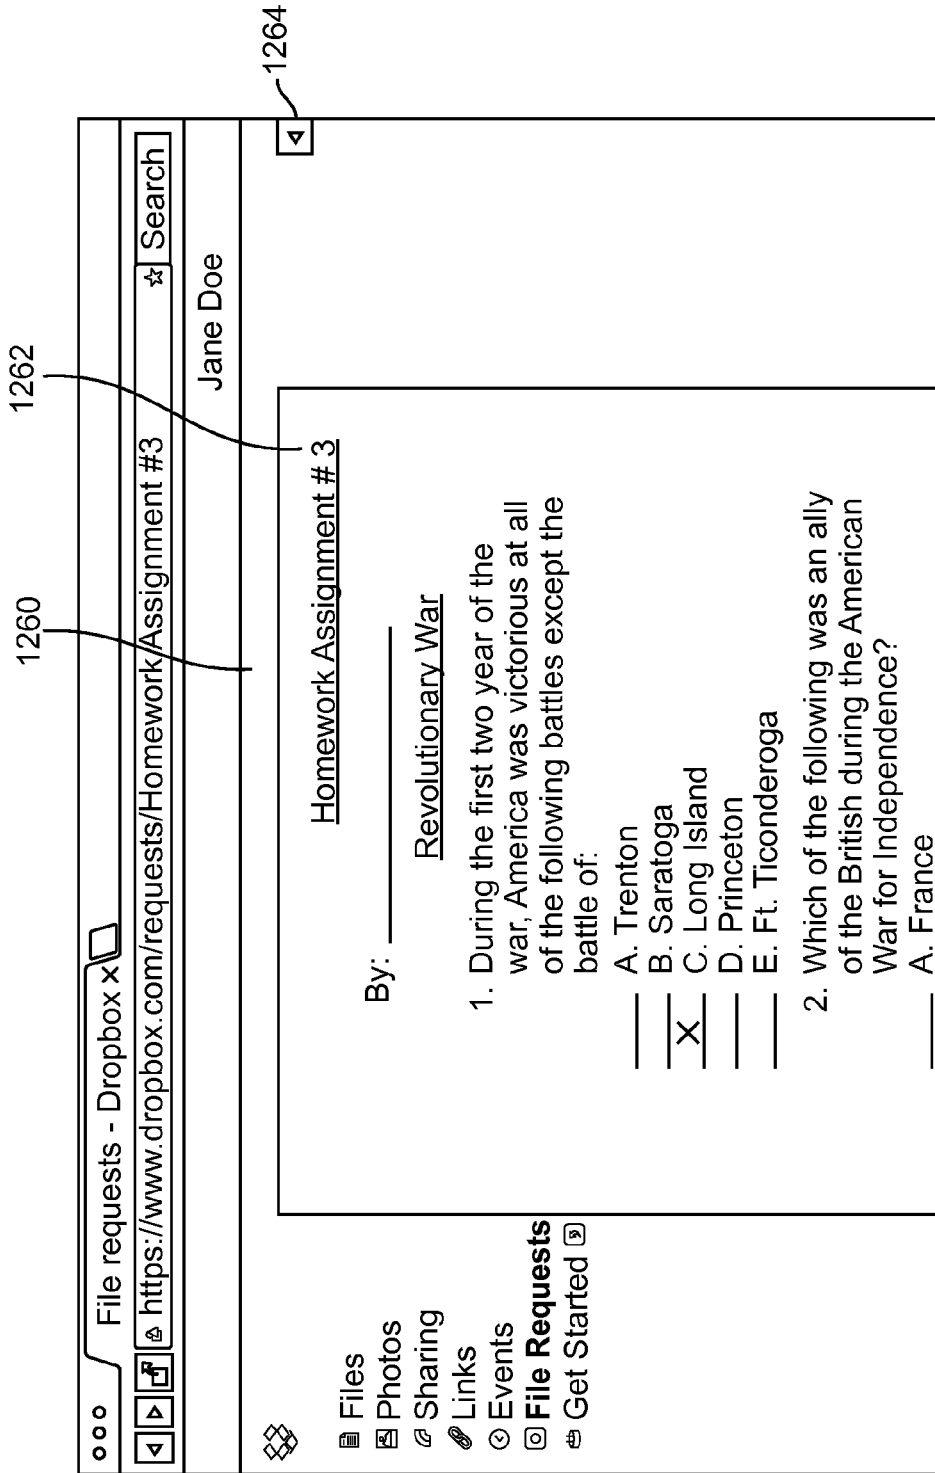 1260
1262
1264
File requests - Dropbox x
https://www.dropbox.com/requests/Homework Assignment #3
Search
Jane Doe
Files
Photos
Sharing
Links
Events
File Requests
Get Started
Homework Assignment # 3
By:
Revolutionary War
1. During the first two year of the
war, America was victorious at all
of the following battles except the
battle of:
A. Trenton
B. Saratoga
X C. Long Island
D. Princeton
E. Ft. Ticonderoga
2. Which of the following was an ally
of the British during the American
War for Independence?
A. France